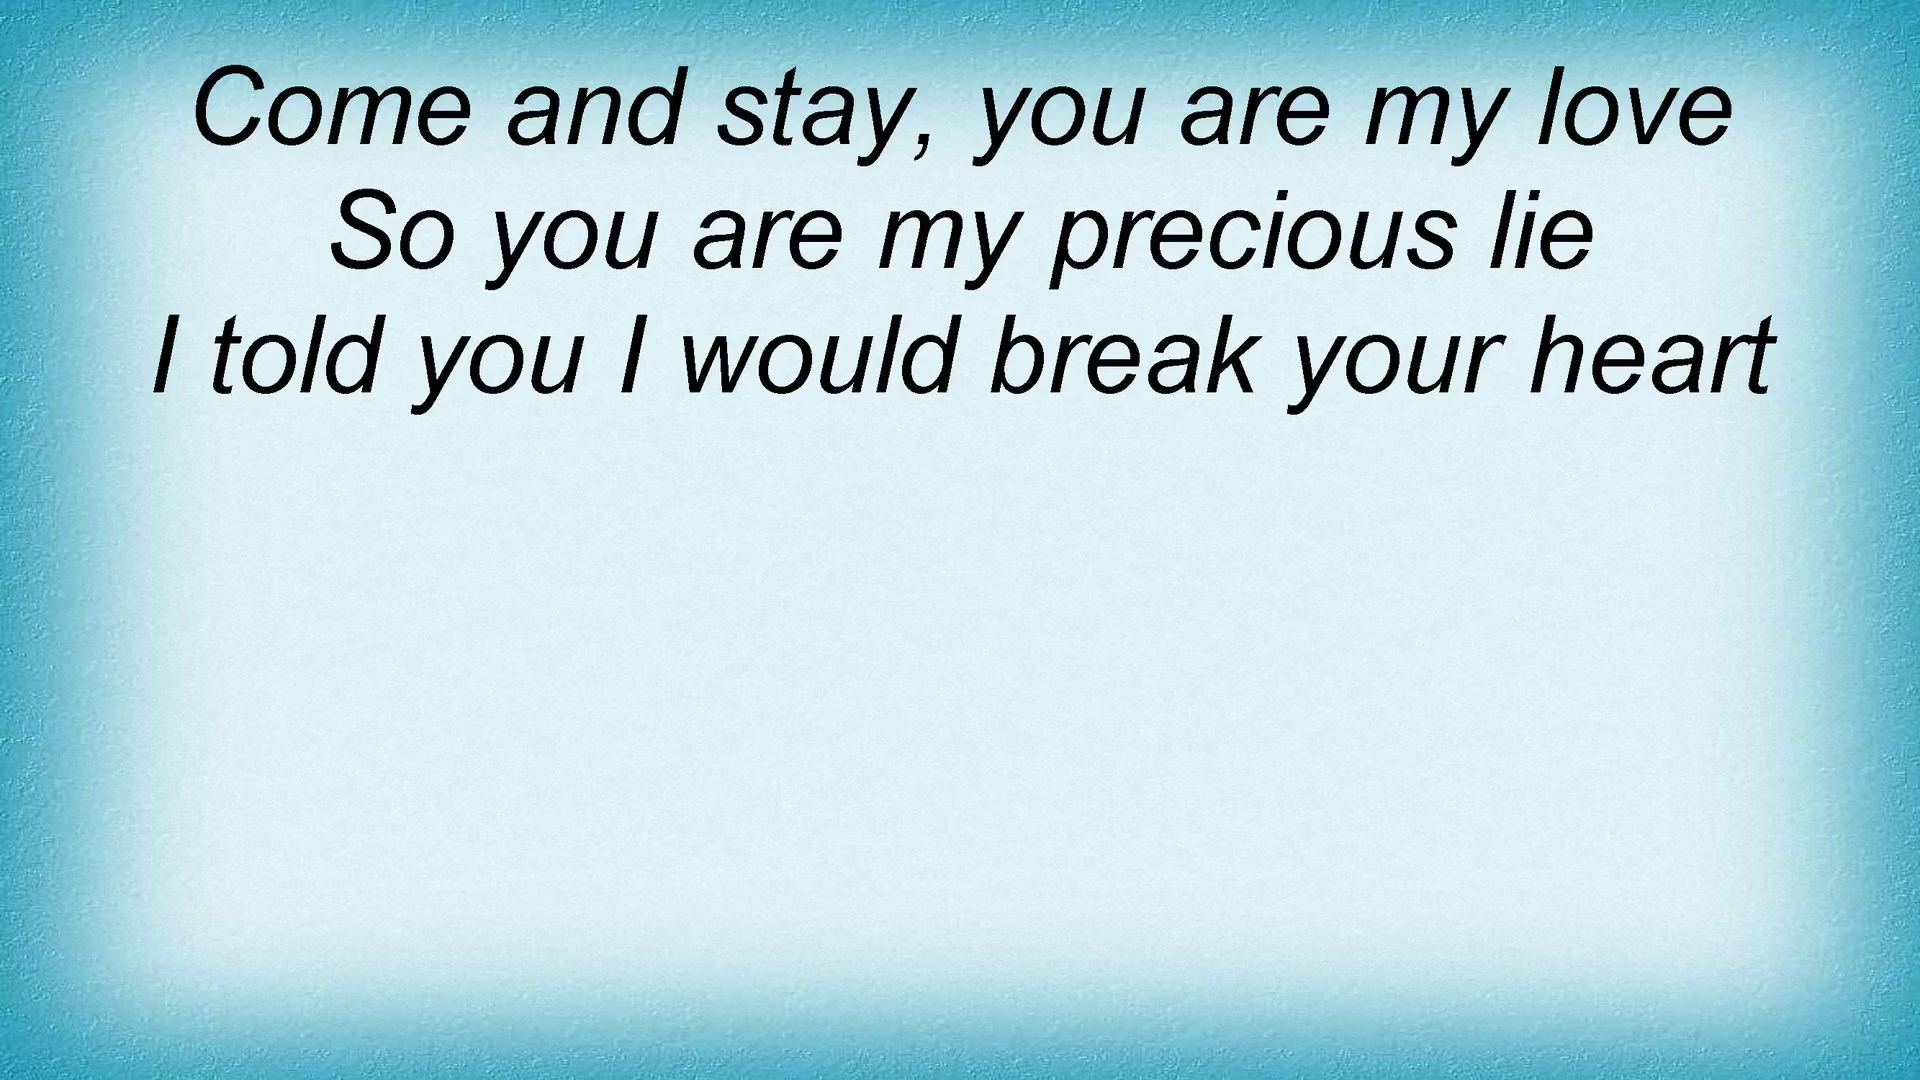 Come and stay, you are my love
So you are my precious lie
I told you I would break your heart